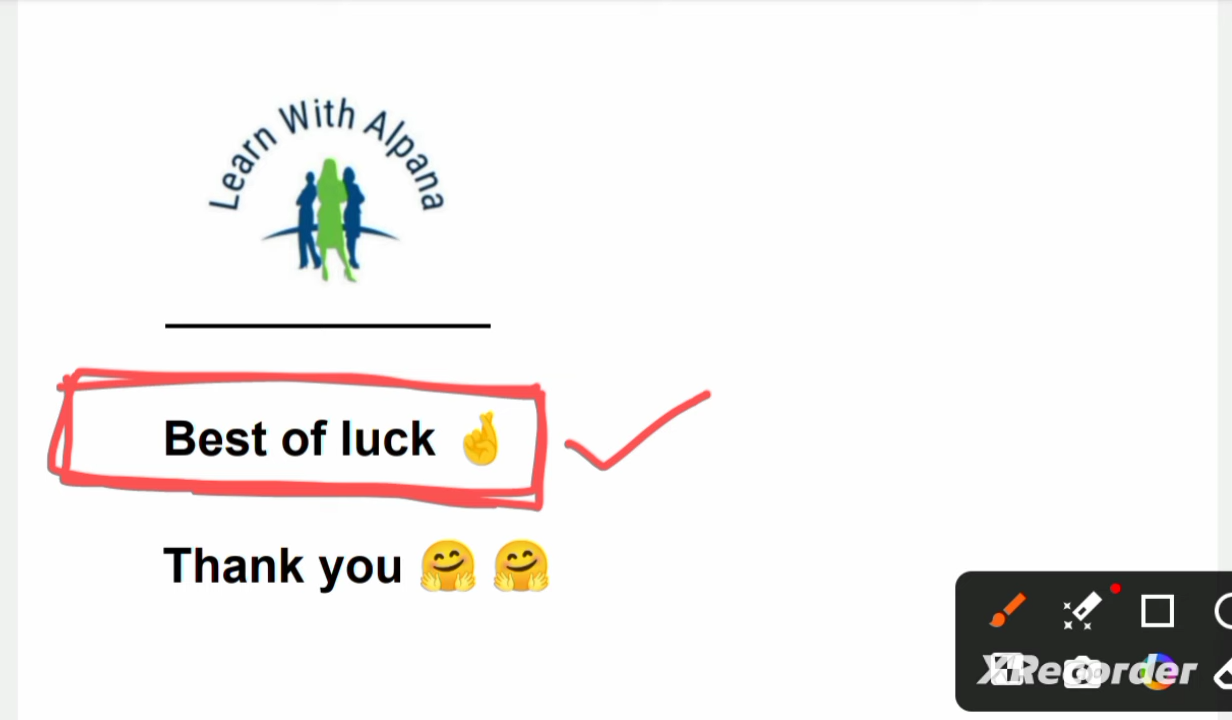 Learn With Alpana
Best of luck 🤞
Thank you 🤗 🤗
XRecorder